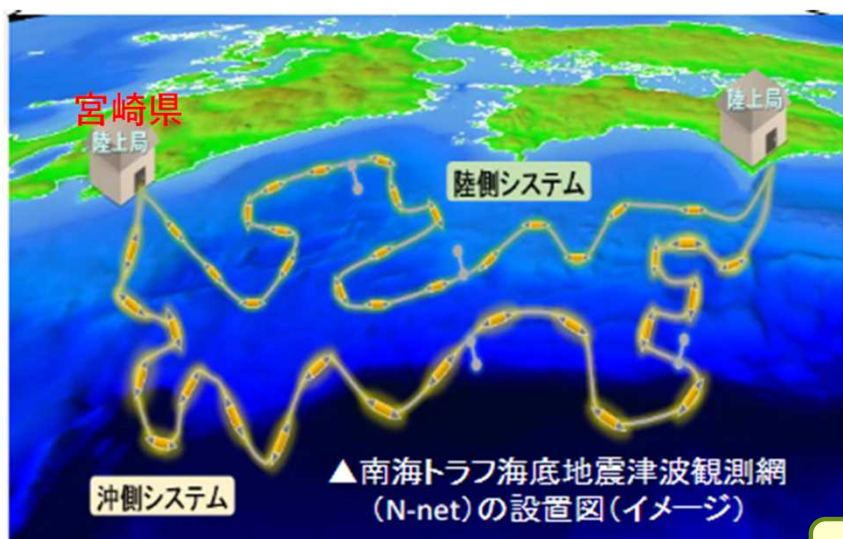 宮崎県
陸上局
陸上局
陸側システム
沖側システム
▲南海トラフ海底地震津波観測網
(N-net)の設置図(イメージ)